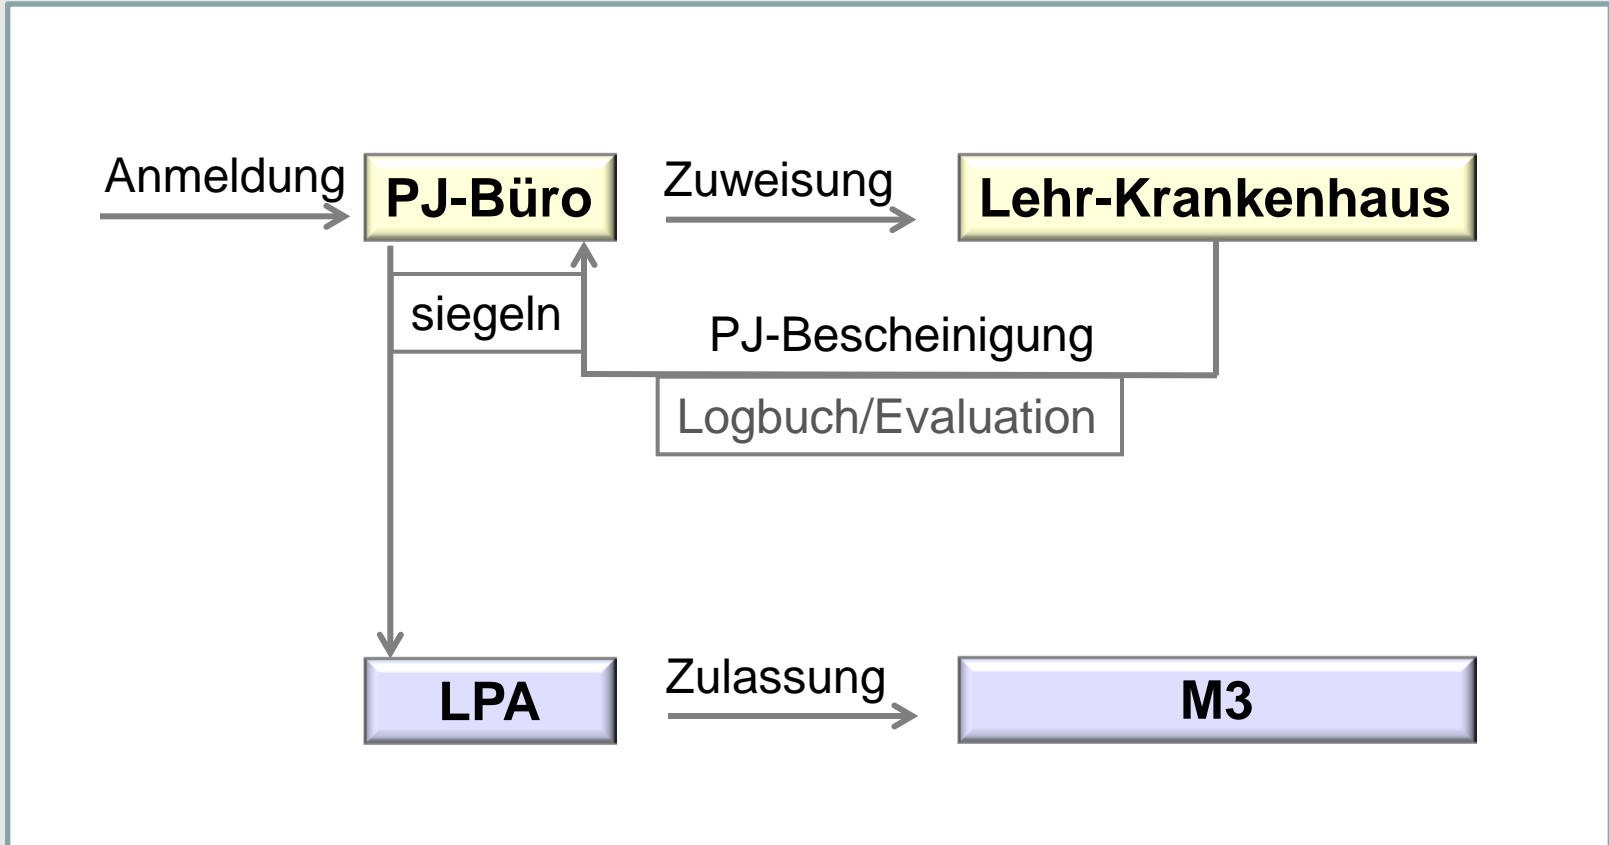 Anmeldung
PJ-Büro
Zuweisung
Lehr-Krankenhaus
siegeln
PJ-Bescheinigung
Logbuch/Evaluation
LPA
Zulassung
M3